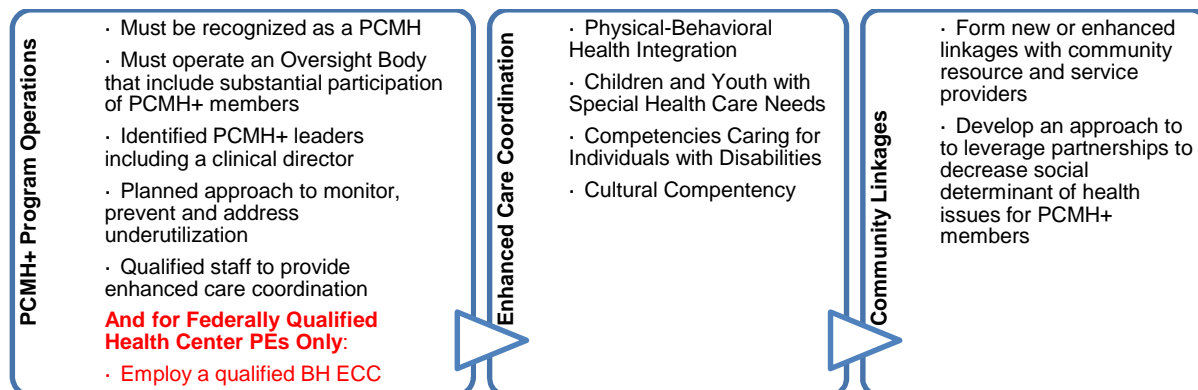 PCMH+ Program Operations
· Must be recognized as a PCMH
· Must operate an Oversight Body
that include substantial participation
of PCMH+ members
· Identified PCMH+ leaders
including a clinical director
· Planned approach to monitor,
prevent and address
underutilization
· Qualified staff to provide
enhanced care coordination
And for Federally Qualified
Health Center PEs Only:
· Employ a qualified BH ECC
Enhanced Care Coordination
· Physical-Behavioral
Health Integration
· Children and Youth with
Special Health Care Needs
· Competencies Caring for
Individuals with Disabilities
· Cultural Compentency
Community Linkages
· Form new or enhanced
linkages with community
resource and service
providers
· Develop an approach to
to leverage partnerships to
decrease social
determinant of health
issues for PCMH+
members